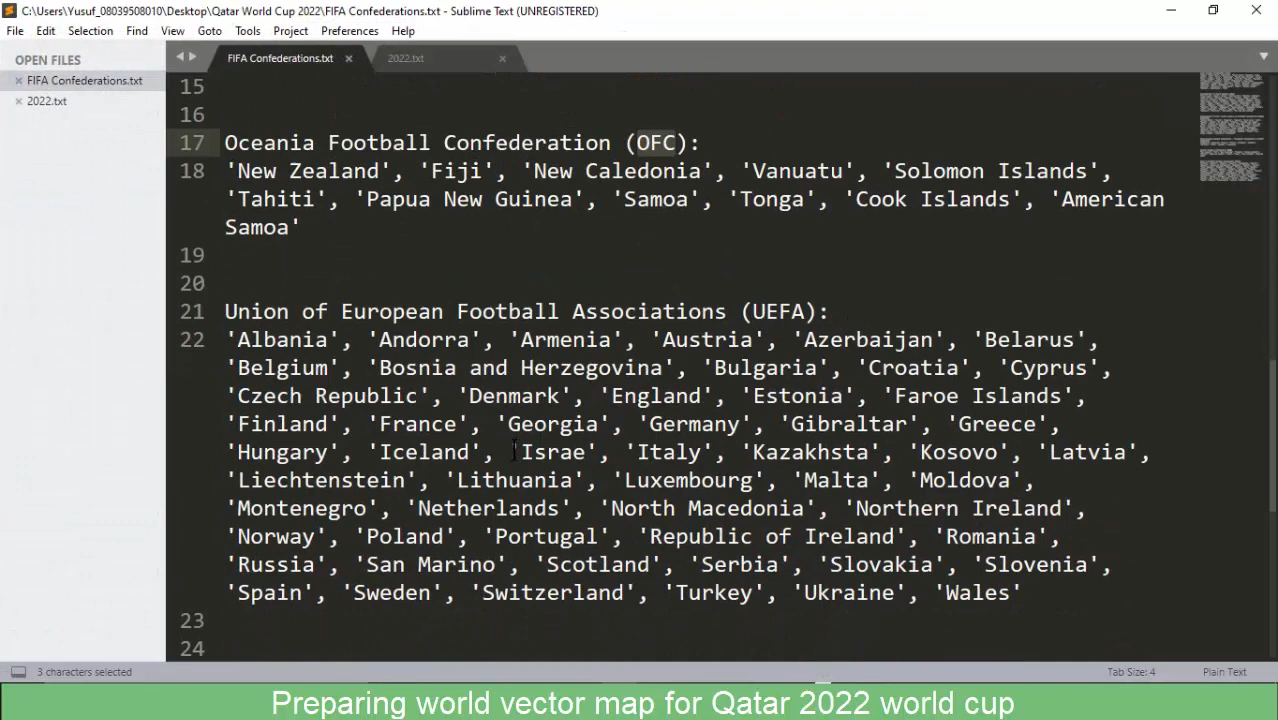 C:\Users\Yusuf_08039508010\Desktop\Qatar World Cup 2022\FIFA Confederations.txt - Sublime Text (UNREGISTERED)
File Edit Selection Find View Goto Tools Project Preferences Help
OPEN FILES
FIFA Confederations.txt
2022.txt
FIFA Confederations.txt 2022.txt
15
16
17 Oceania Football Confederation (OFC):
18 'New Zealand', 'Fiji', 'New Caledonia', 'Vanuatu', 'Solomon Islands',
'Tahiti', 'Papua New Guinea', 'Samoa', 'Tonga', 'Cook Islands', 'American
Samoa'
19
20
21 Union of European Football Associations (UEFA):
22 'Albania', 'Andorra', 'Armenia', 'Austria', 'Azerbaijan', 'Belarus',
'Belgium', 'Bosnia and Herzegovina', 'Bulgaria', 'Croatia', 'Cyprus',
'Czech Republic', 'Denmark', 'England', 'Estonia', 'Faroe Islands',
'Finland', 'France', 'Georgia', 'Germany', 'Gibraltar', 'Greece',
'Hungary', 'Iceland', 'Israe', 'Italy', 'Kazakhsta', 'Kosovo', 'Latvia',
'Liechtenstein', 'Lithuania', 'Luxembourg', 'Malta', 'Moldova',
'Montenegro', 'Netherlands', 'North Macedonia', 'Northern Ireland',
'Norway', 'Poland', 'Portugal', 'Republic of Ireland', 'Romania',
'Russia', 'San Marino', 'Scotland', 'Serbia', 'Slovakia', 'Slovenia',
'Spain', 'Sweden', 'Switzerland', 'Turkey', 'Ukraine', 'Wales'
23
24
3 characters selected Tab Size: 4 Plain Text
Preparing world vector map for Qatar 2022 world cup